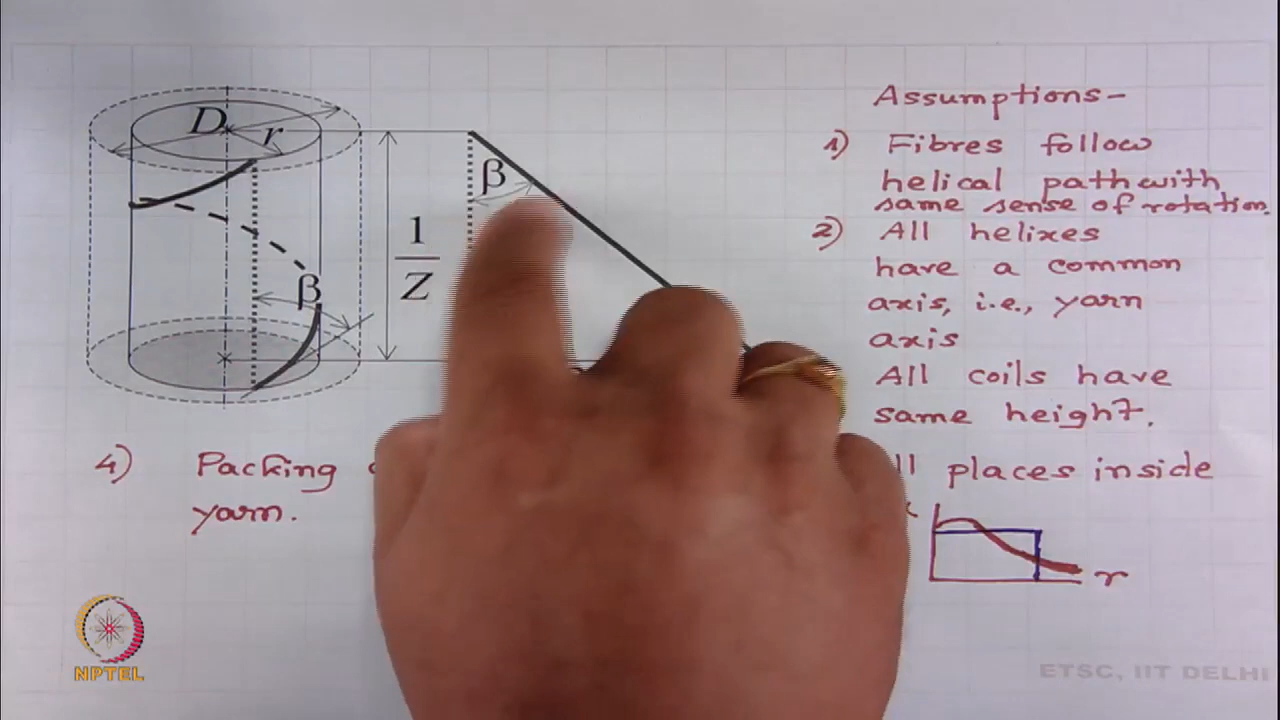 D
r
β
1
Z
β
Assumptions-
1) Fibres follow
helical path with
same sense of rotation.
2) All helixes
have a common
axis, i.e., yarn
axis
All coils have
same height.
4) Packing
places inside
yarn.
r
NPTEL
ETSC, IIT DELHI